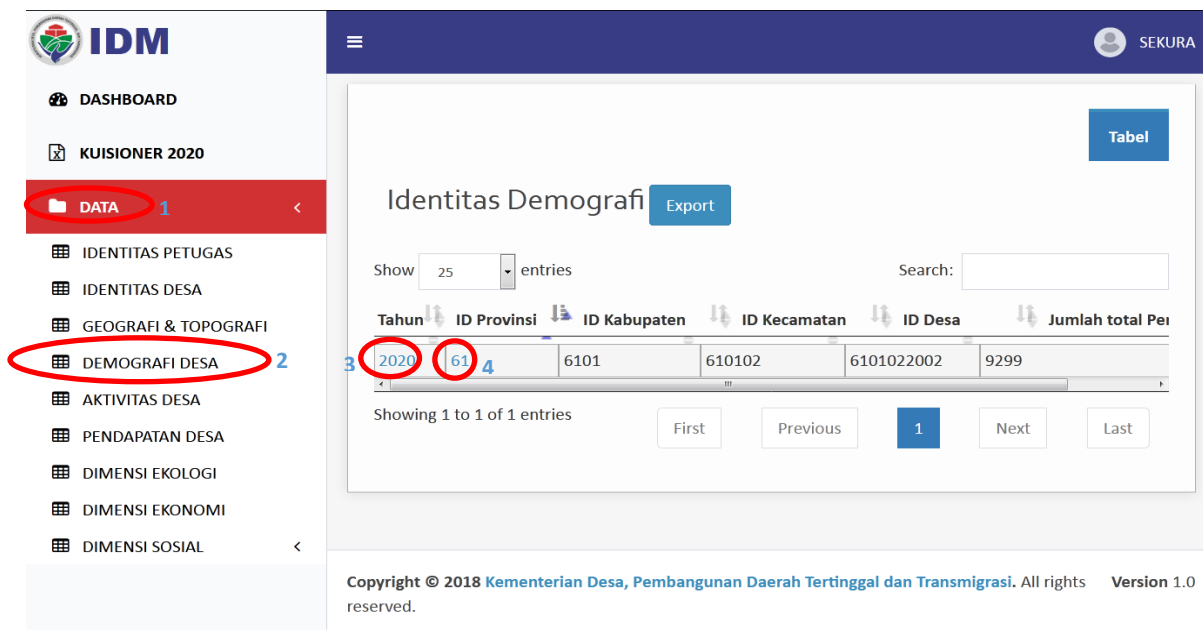 IDM
SEKURA
DASHBOARD
KUISIONER 2020
DATA 1
IDENTITAS PETUGAS
IDENTITAS DESA
GEOGRAFI & TOPOGRAFI
DEMOGRAFI DESA 2
AKTIVITAS DESA
PENDAPATAN DESA
DIMENSI EKOLOGI
DIMENSI EKONOMI
DIMENSI SOSIAL
Tabel
Identitas Demografi Export
Show 25 entries Search:
Tahun ID Provinsi ID Kabupaten ID Kecamatan ID Desa Jumlah total Per
3 2020 61 4 6101 610102 6101022002 9299
Showing 1 to 1 of 1 entries
First Previous 1 Next Last
Copyright © 2018 Kementerian Desa, Pembangunan Daerah Tertinggal dan Transmigrasi. All rights Version 1.0
reserved.